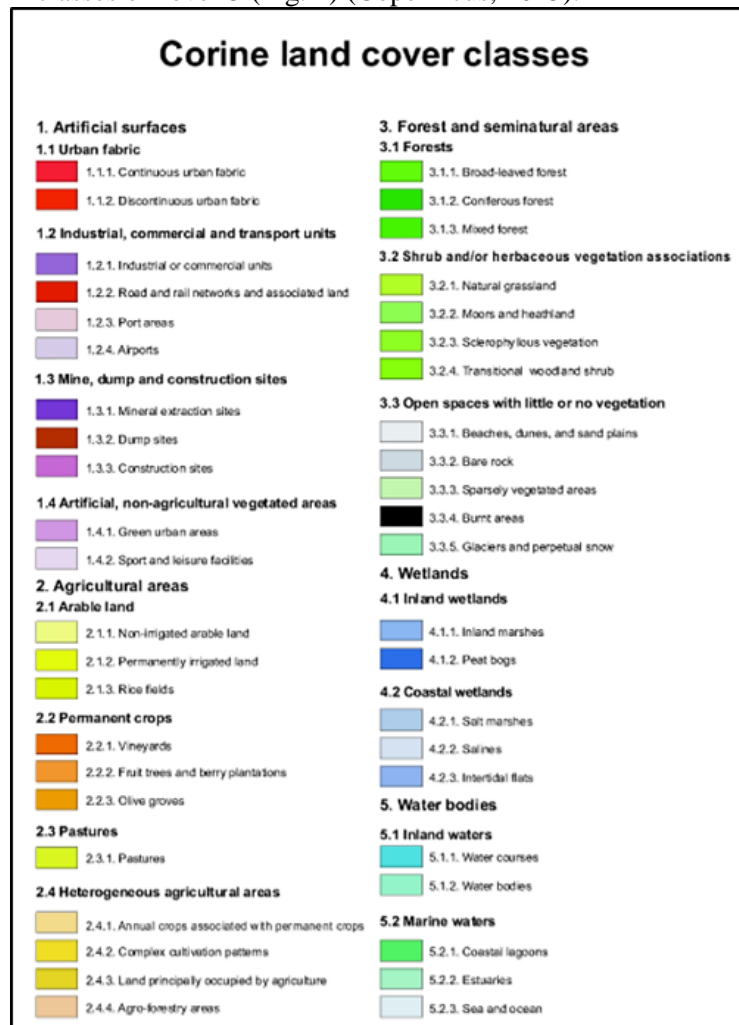 Corine land cover classes
1. Artificial surfaces
1.1 Urban fabric
1.1.1. Continuous urban fabric
1.1.2. Discontinuous urban fabric
1.2 Industrial, commercial and transport units
1.2.1. Industrial or commercial units
1.2.2. Road and rail networks and associated land
1.2.3. Port areas
1.2.4. Airports
1.3 Mine, dump and construction sites
1.3.1. Mineral extraction sites
1.3.2. Dump sites
1.3.3. Construction sites
1.4 Artificial, non-agricultural vegetated areas
1.4.1. Green urban areas
1.4.2. Sport and leisure facilities
2. Agricultural areas
2.1 Arable land
2.1.1. Non-irrigated arable land
2.1.2. Permanently irrigated land
2.1.3. Rice fields
2.2 Permanent crops
2.2.1. Vineyards
2.2.2. Fruit trees and berry plantations
2.2.3. Olive groves
2.3 Pastures
2.3.1. Pastures
2.4 Heterogeneous agricultural areas
2.4.1. Annual crops associated with permanent crops
2.4.2. Complex cultivation patterns
2.4.3. Land principally occupied by agriculture
2.4.4. Agro-forestry areas
3. Forest and seminatural areas
3.1 Forests
3.1.1. Broad-leaved forest
3.1.2. Coniferous forest
3.1.3. Mixed forest
3.2 Shrub and/or herbaceous vegetation associations
3.2.1. Natural grassland
3.2.2. Moors and heathland
3.2.3. Sclerophyllous vegetation
3.2.4. Transitional woodland shrub
3.3 Open spaces with little or no vegetation
3.3.1. Beaches, dunes, and sand plains
3.3.2. Bare rock
3.3.3. Sparsely vegetated areas
3.3.4. Burnt areas
3.3.5. Glaciers and perpetual snow
4. Wetlands
4.1 Inland wetlands
4.1.1. Inland marshes
4.1.2. Peat bogs
4.2 Coastal wetlands
4.2.1. Salt marshes
4.2.2. Salines
4.2.3. Intertidal flats
5. Water bodies
5.1 Inland waters
5.1.1. Water courses
5.1.2. Water bodies
5.2 Marine waters
5.2.1. Coastal lagoons
5.2.2. Estuaries
5.2.3. Sea and ocean